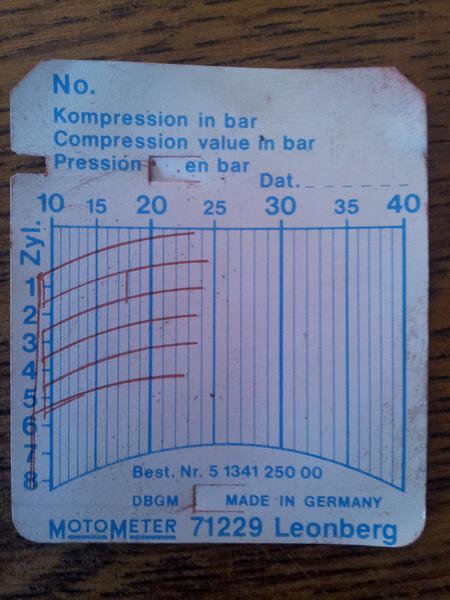 No.
Kompression in bar
Compression value in bar
Pression en bar
Dat.
10 15 20 25 30 35 40
Zyl.
1
2
3
4
5
6
7
8
Best. Nr. 5 1341 250 00
DBGM MADE IN GERMANY
MOTOMETER 71229 Leonberg